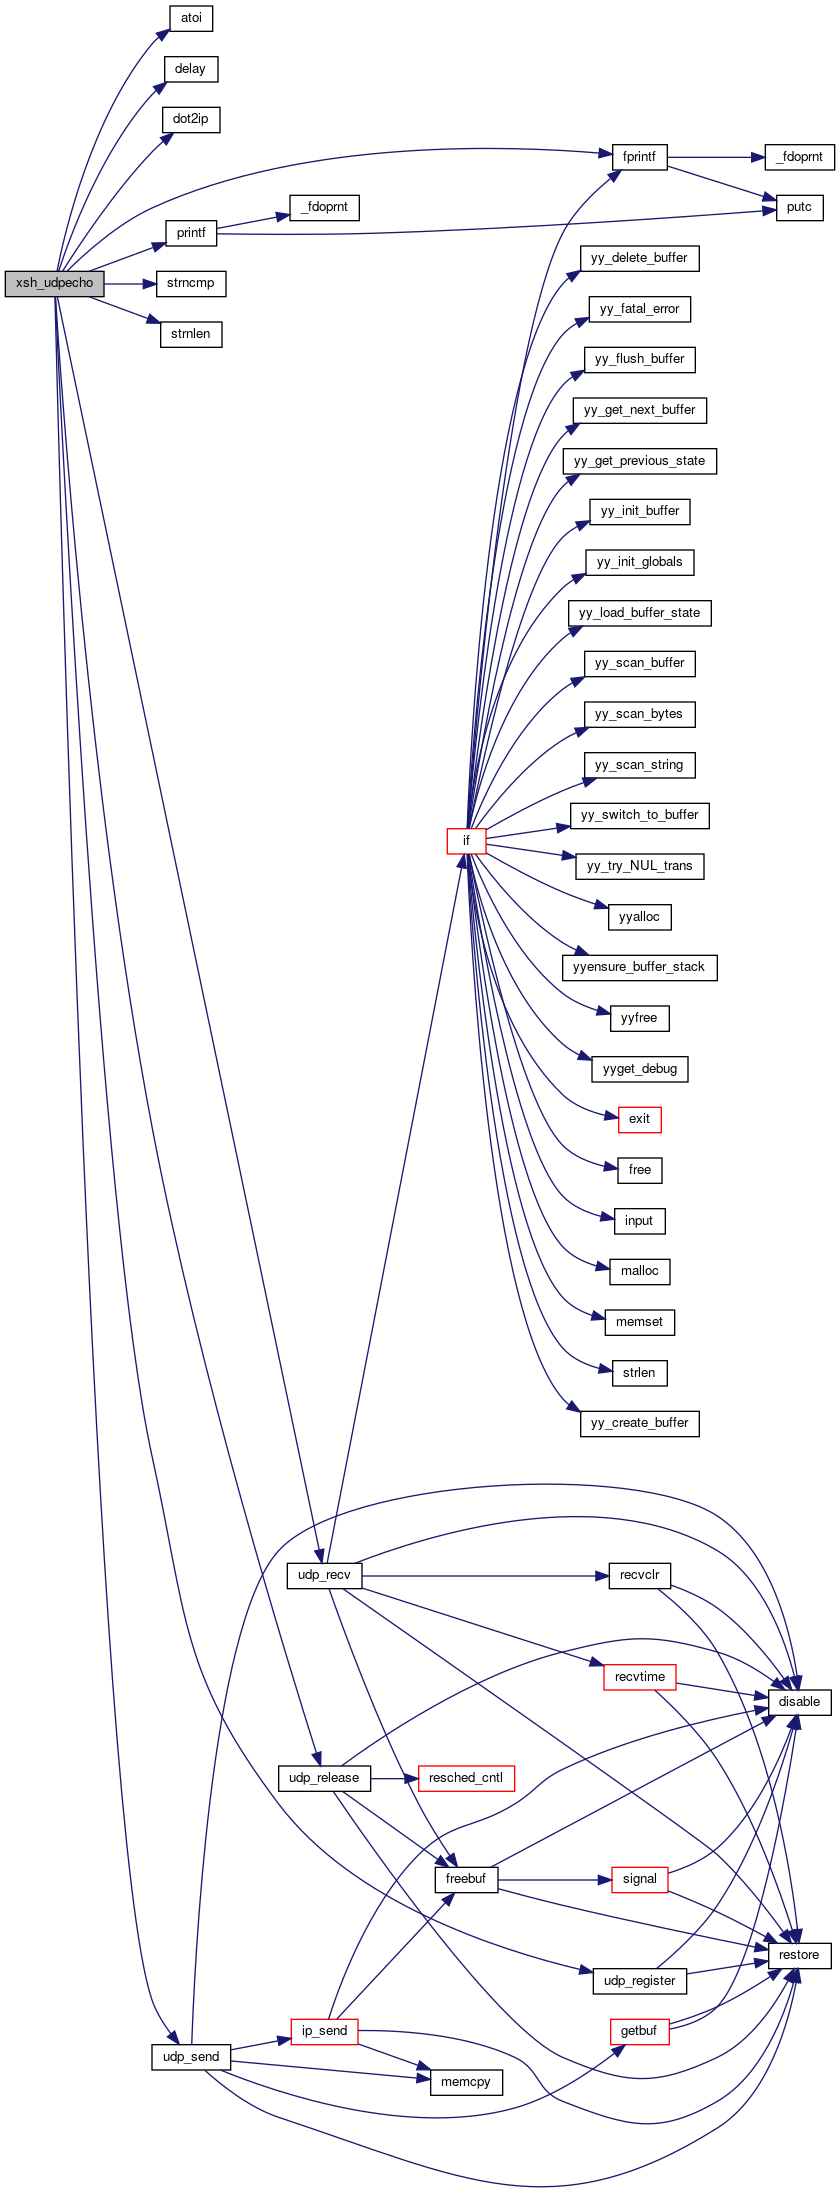 atoi
delay
dot2ip
fprintf
_fdoprnt
putc
_fdoprnt
printf
yy_delete_buffer
xsh_udpecho
strncmp
yy_fatal_error
strnlen
yy_flush_buffer
yy_get_next_buffer
yy_get_previous_state
yy_init_buffer
yy_init_globals
yy_load_buffer_state
yy_scan_buffer
yy_scan_bytes
yy_scan_string
yy_switch_to_buffer
if
yy_try_NUL_trans
yyalloc
yyensure_buffer_stack
yyfree
yyget_debug
exit
free
input
malloc
memset
strlen
yy_create_buffer
udp_recv
recvclr
recvtime
disable
udp_release
resched_cntl
freebuf
signal
restore
udp_register
ip_send
getbuf
udp_send
memcpy